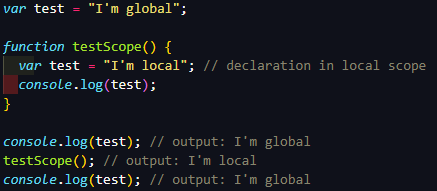 var test = "I'm global";
function testScope() {
var test = "I'm local"; // declaration in local scope
console.log(test);
}
console.log(test); // output: I'm global
testScope(); // output: I'm local
console.log(test); // output: I'm global